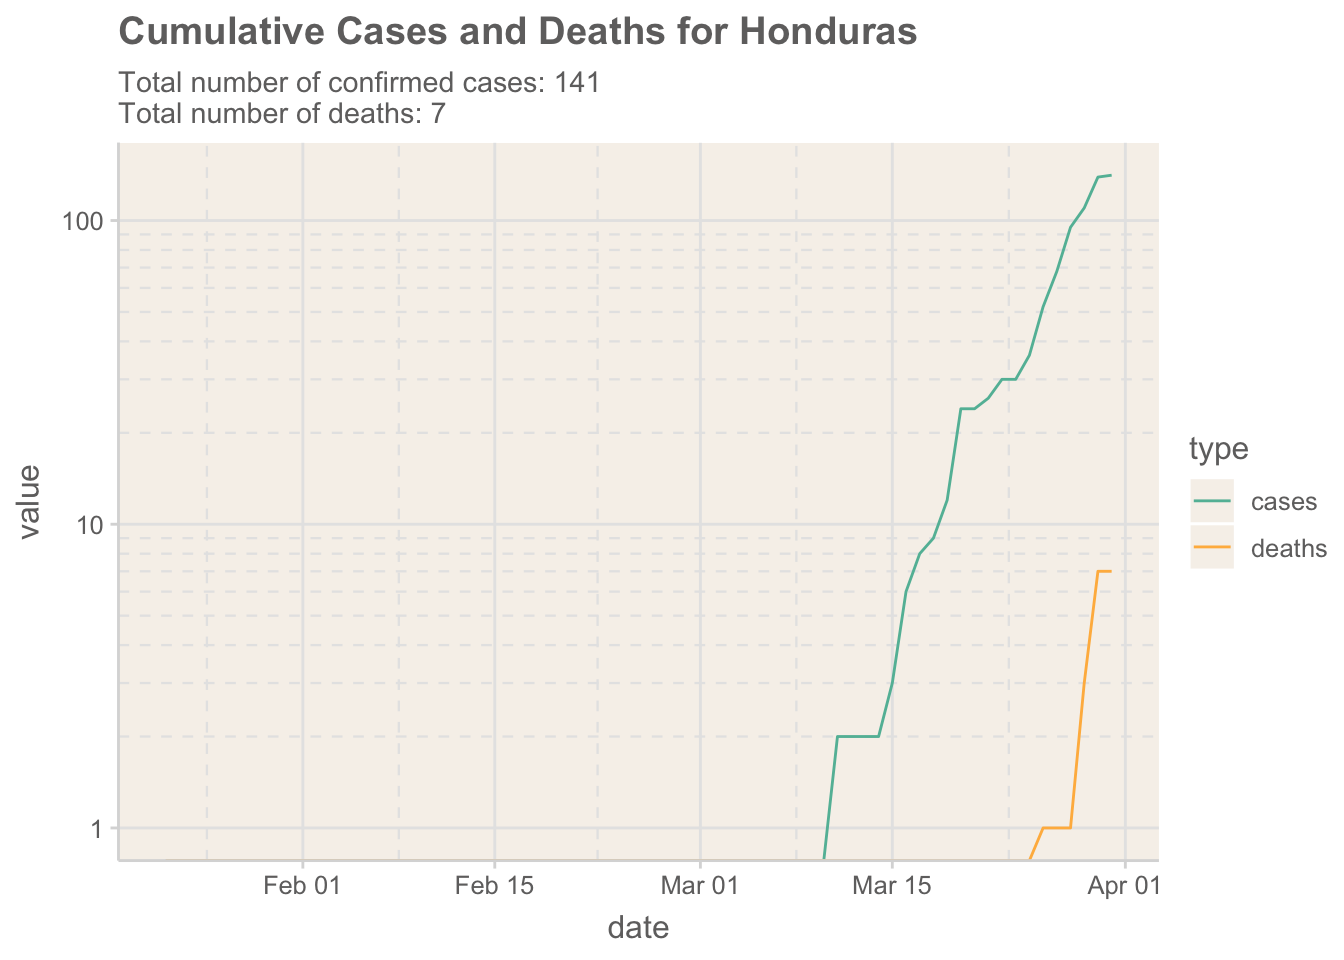 Cumulative Cases and Deaths for Honduras
Total number of confirmed cases: 141
Total number of deaths: 7
100
10
1
value
Feb 01
Feb 15
Mar 01
Mar 15
Apr 01
date
type
cases
deaths